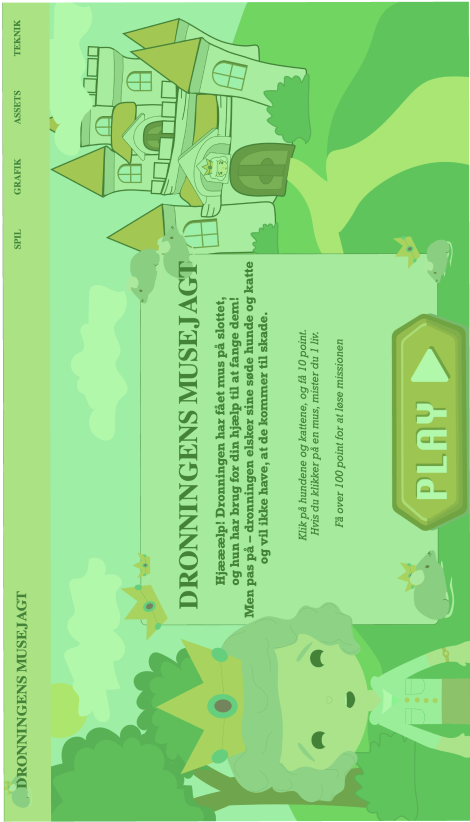 DRONNINGENS MUSEJAGT
SPIL
GRAFIK
ASSETS
TEKNIK
DRONNINGENS MUSEJAGT
Hjææælp! Dronningen har fået mus på slottet,
og hun har brug for din hjælp til at fange dem!
Men pas på – dronningen elsker sine søde hunde og katte
og vil ikke have, at de kommer til skade.
Klik på hundene og kattene, og få 10 point.
Hvis du klikker på en mus, mister du 1 liv.
Få over 100 point for at løse missionen
PLAY